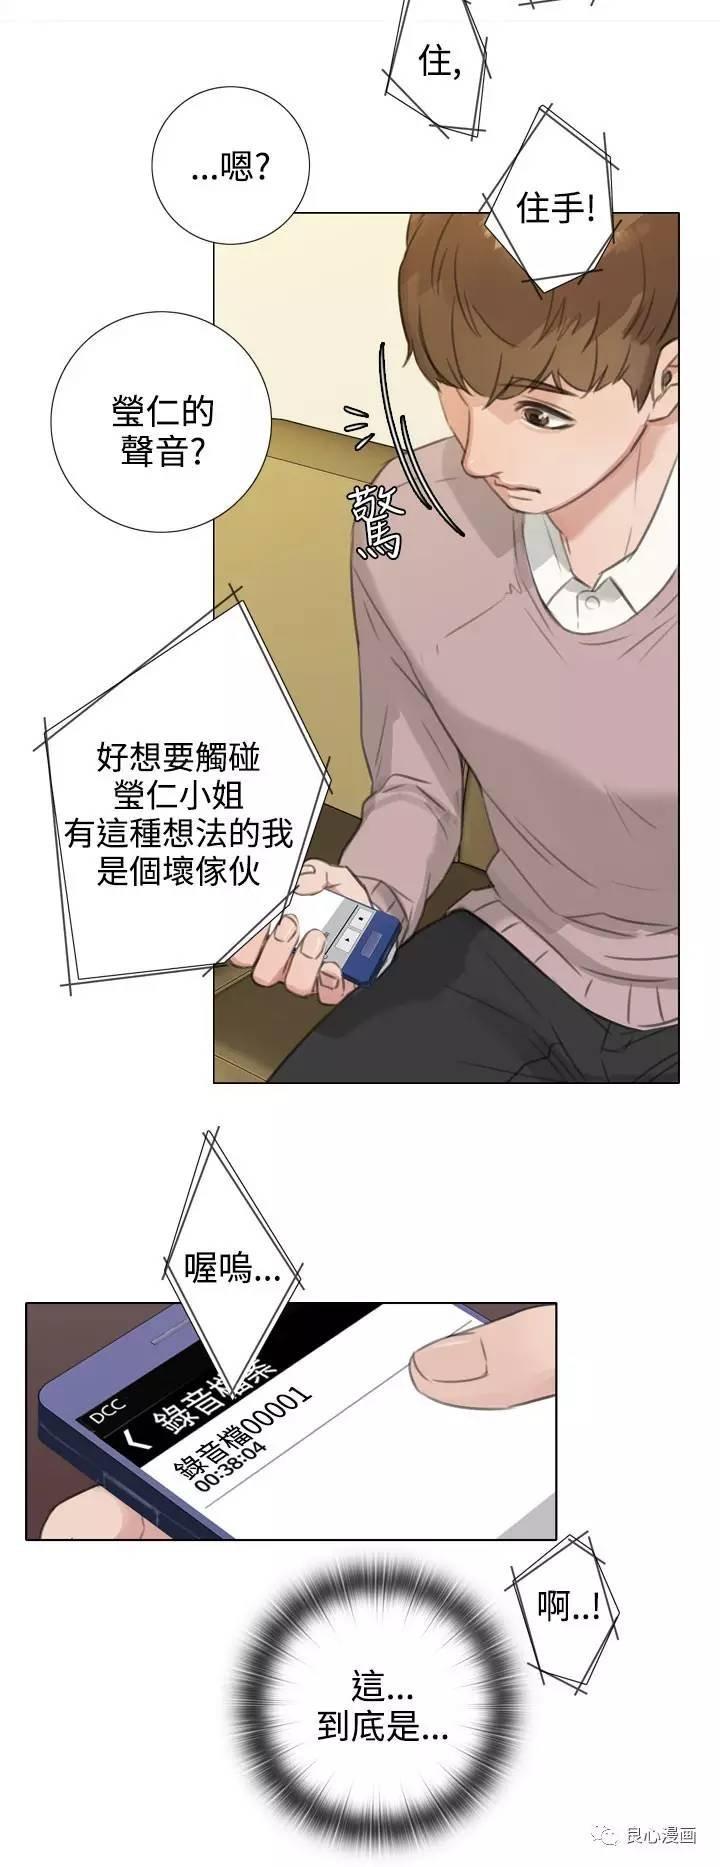 住,
...嗯?
住手!
瑩仁的
聲音?
驚
好想要觸碰
瑩仁小姐
有這種想法的我
是個壞傢伙
喔嗚...
DCC
錄音檔案
錄音檔00001
00:38:04
啊..!
這...
到底是...
良心漫画